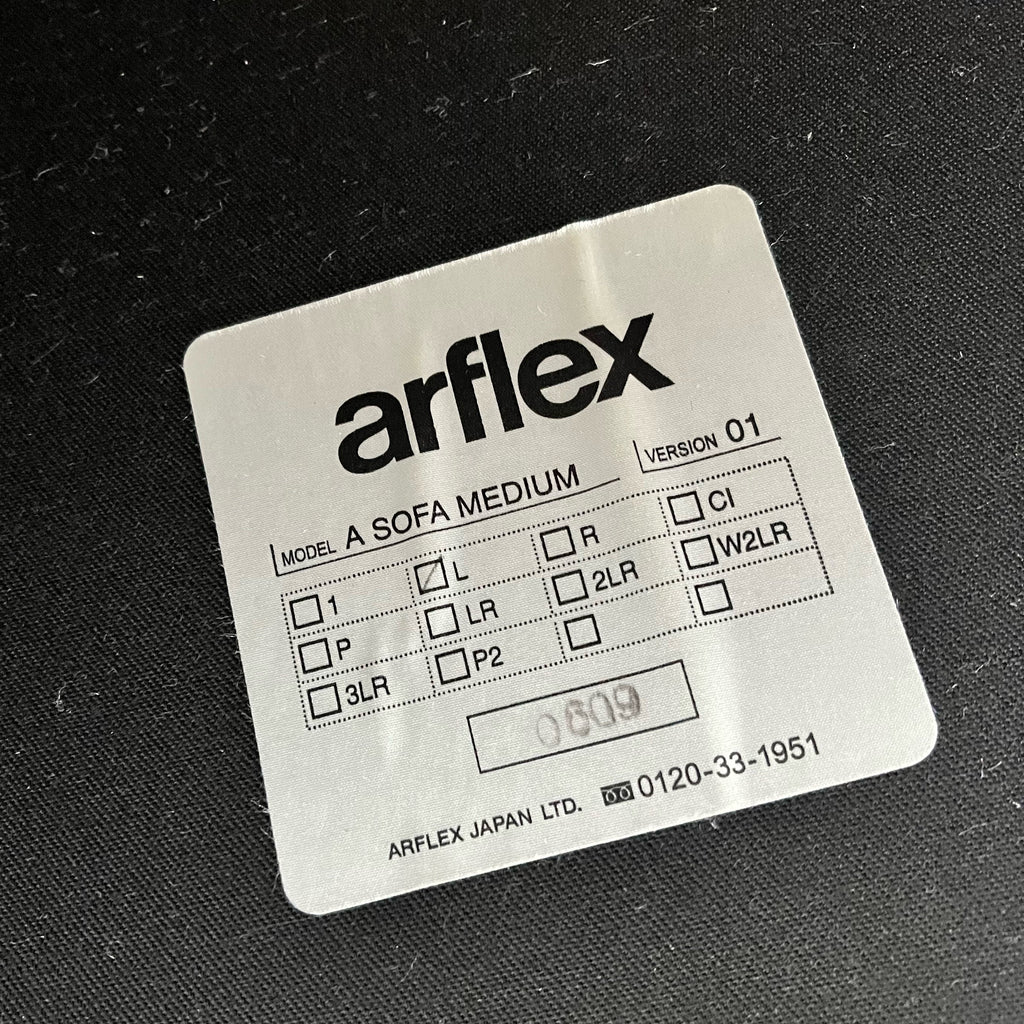 arflex
MODEL A SOFA MEDIUM VERSION 01
1 L R CI
P LR 2LR W2LR
3LR P2
0609
ARFLEX JAPAN LTD. 0120-33-1951